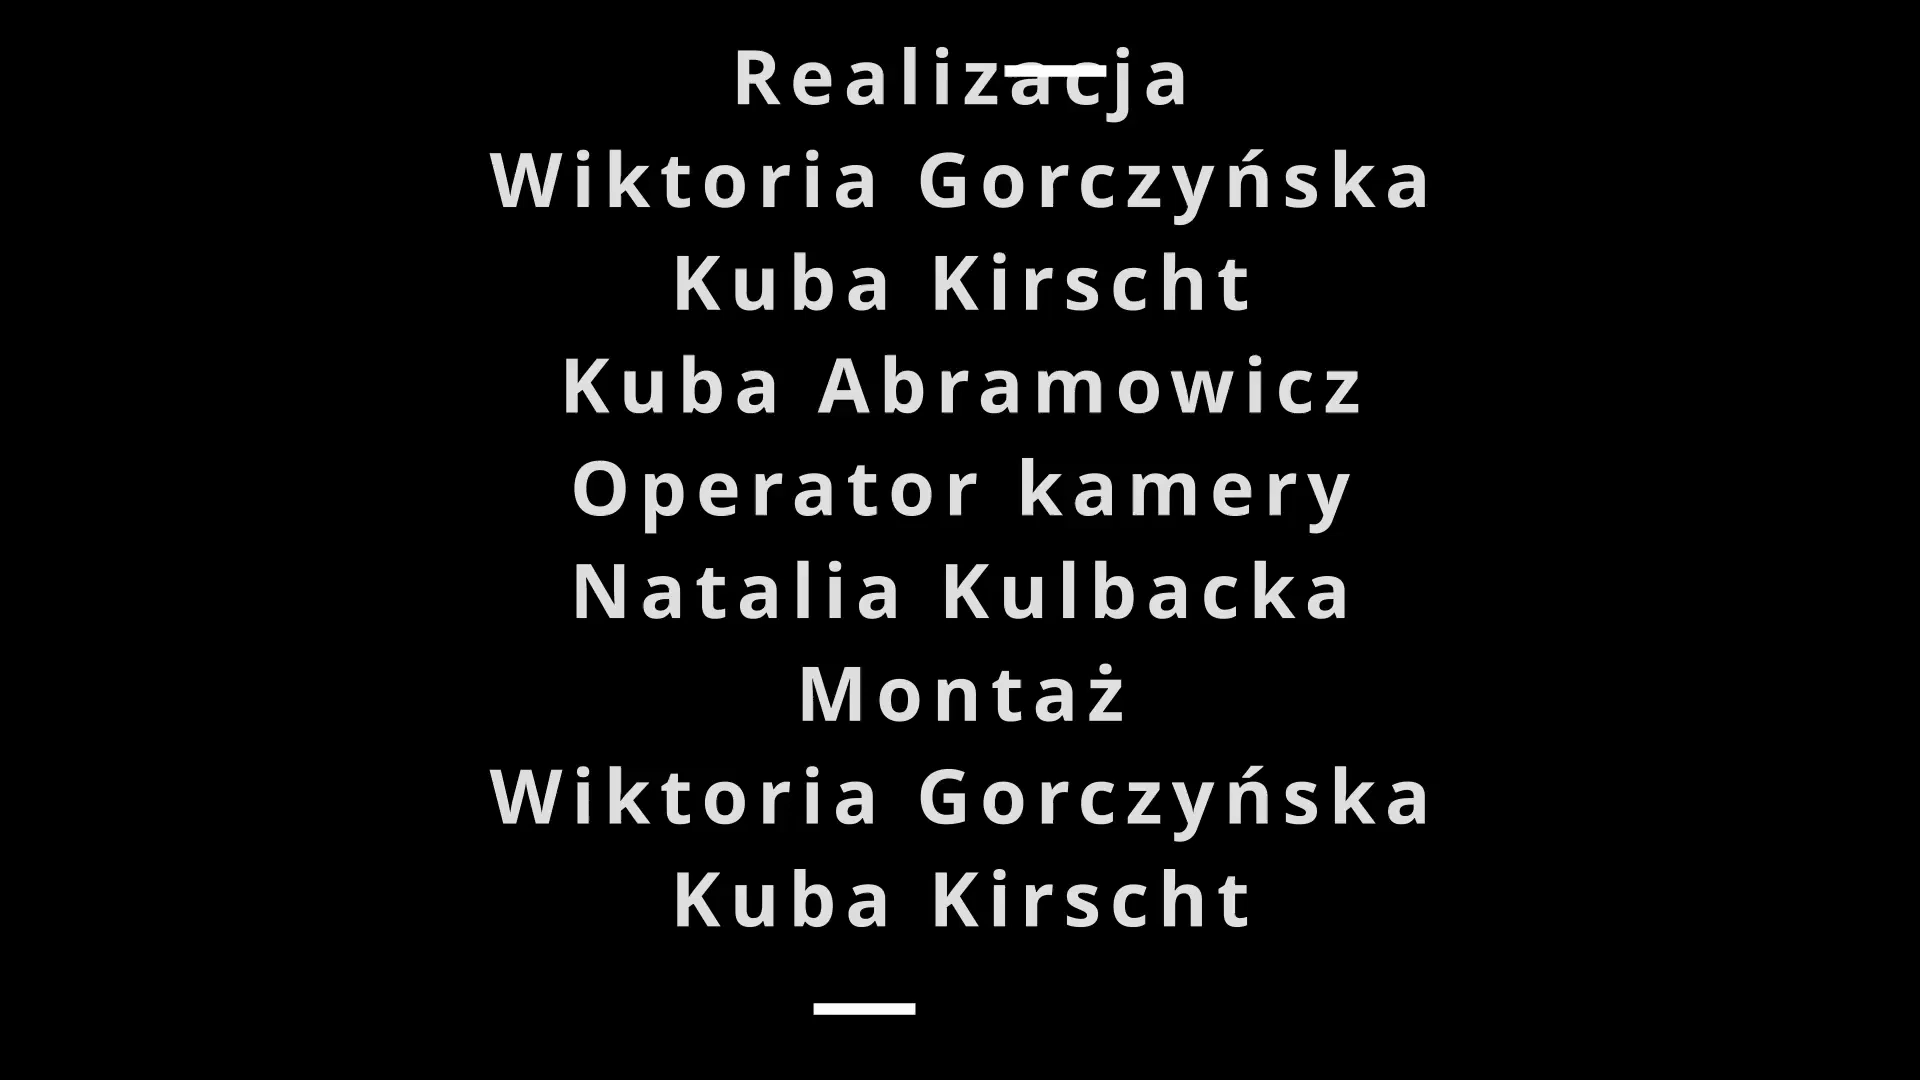 Realizacja
Wiktoria Gorczyńska
Kuba Kirscht
Kuba Abramowicz
Operator kamery
Natalia Kulbacka
Montaż
Wiktoria Gorczyńska
Kuba Kirscht